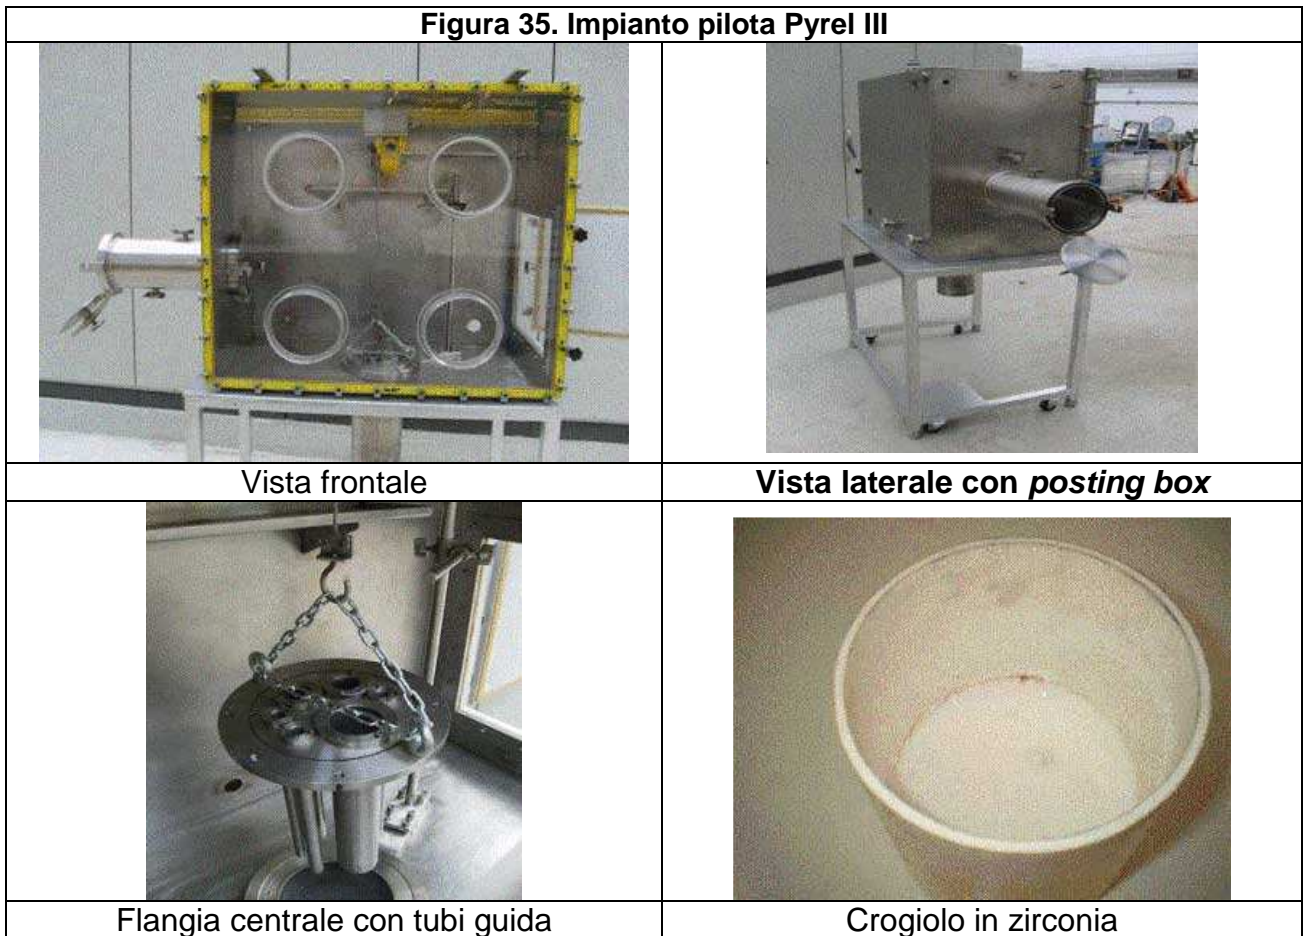 Figura 35. Impianto pilota Pyrel III
Vista frontale
Vista laterale con posting box
Flangia centrale con tubi guida
Crogiolo in zirconia